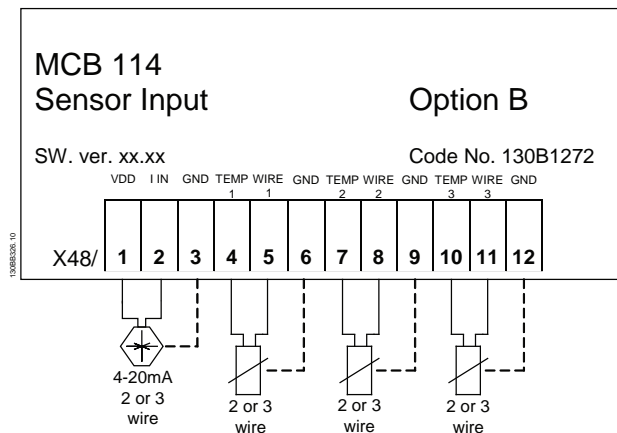 MCB 114
Sensor Input
Option B
SW. ver. xx.xx
Code No. 130B1272
VDD I IN GND TEMP WIRE GND TEMP WIRE GND TEMP WIRE GND
1 1 2 2 3 3
X48/ 1 2 3 4 5 6 7 8 9 10 11 12
130BB326.10
4-20mA
2 or 3
wire
2 or 3
wire
2 or 3
wire
2 or 3
wire